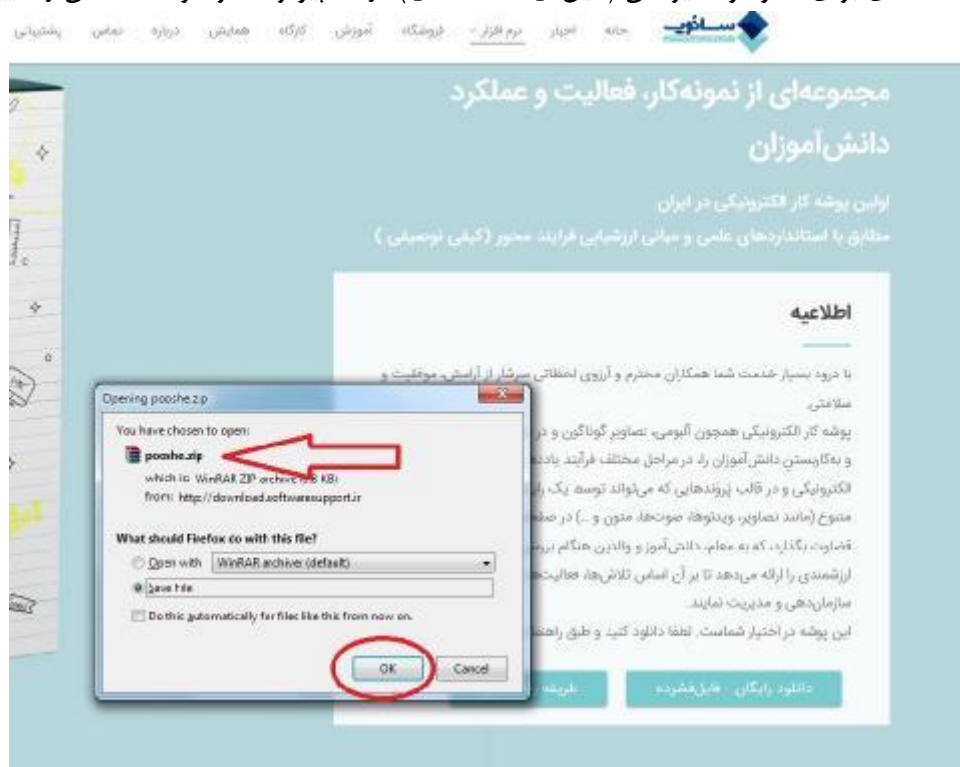 سافوب
خانه اخبار نرم افزار فروشگاه آموزش کارگاه همایش درباره تماس پشتیبانی
مجموعه‌ای از نمونه‌کار، فعالیت و عملکرد
دانش‌آموزان
اولین پوشه کار الکترونیکی در ایران
مطابق با استانداردهای علمی و مبانی ارزشیابی فرایند محور (کیفی توصیفی )
اطلاعیه
با درود بسیار خدمت شما همکاران محترم و آرزوی لحظاتی سرشار از آرامش، موفقیت و
سلامتی.
پوشه کار الکترونیکی همچون آلبومی، تصاویر گوناگون و در
و به‌کاربستن دانش‌آموزان را، در مراحل مختلف فرآیند
الکترونیکی و در قالب پَرونَدهایی که می‌تواند توسط یک
متنوع (مانند تصاویر، ویدئوها، صوت‌ها، متون و ..) در
قضاوت بگذارد، که به معلم، دانش‌آموز و والدین هنگام
ارزشمندی را ارائه می‌دهد تا بر آن اساس تلاش‌ها،
سازمان‌دهی و مدیریت نمایند.
این پوشه در اختیار شماست. لطفا دانلود کنید و طبق
دانلود رایگان - فایل‌فشرده
طریقه
Opening pooshe.zip
You have chosen to open:
pooshe.zip
which is: WinRAR ZIP archive KB)
from: http://download.softwaresupport.ir
What should Firefox do with this file?
Open with WinRAR archiver (default)
Save File
Do this automatically for files like this from now on.
OK Cancel